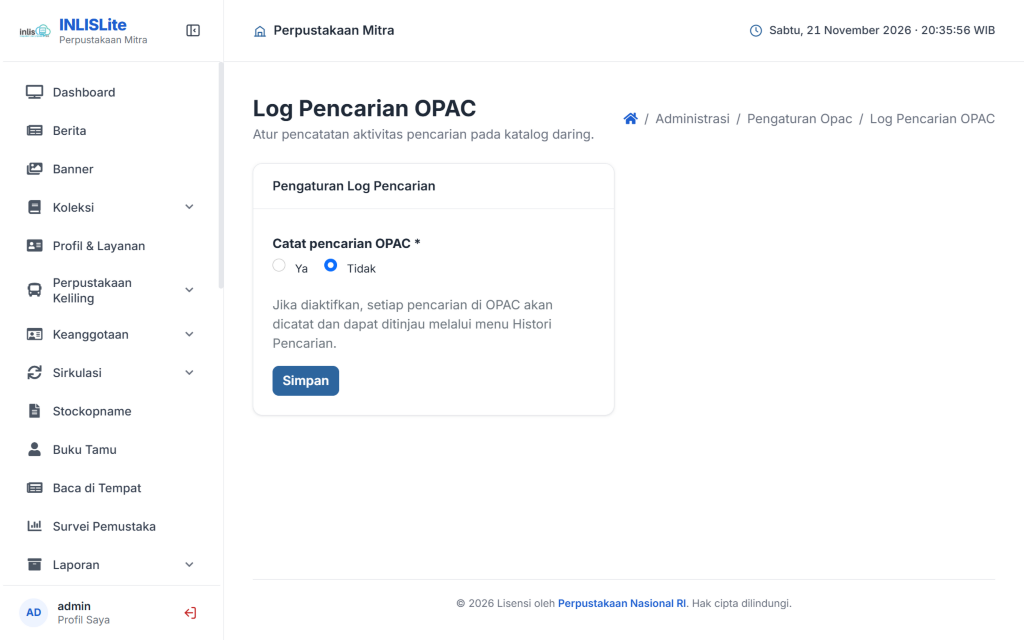 inlis
INLISLite
Perpustakaan Mitra
Perpustakaan Mitra
Sabtu, 21 November 2026 · 20:35:56 WIB
Dashboard
Berita
Banner
Koleksi
Profil & Layanan
Perpustakaan
Keliling
Keanggotaan
Sirkulasi
Stockopname
Buku Tamu
Baca di Tempat
Survei Pemustaka
Laporan
AD
admin
Profil Saya
Log Pencarian OPAC
Atur pencatatan aktivitas pencarian pada katalog daring.
/ Administrasi / Pengaturan Opac / Log Pencarian OPAC
Pengaturan Log Pencarian
Catat pencarian OPAC *
Ya Tidak
Jika diaktifkan, setiap pencarian di OPAC akan
dicatat dan dapat ditinjau melalui menu Histori
Pencarian.
Simpan
© 2026 Lisensi oleh Perpustakaan Nasional RI. Hak cipta dilindungi.